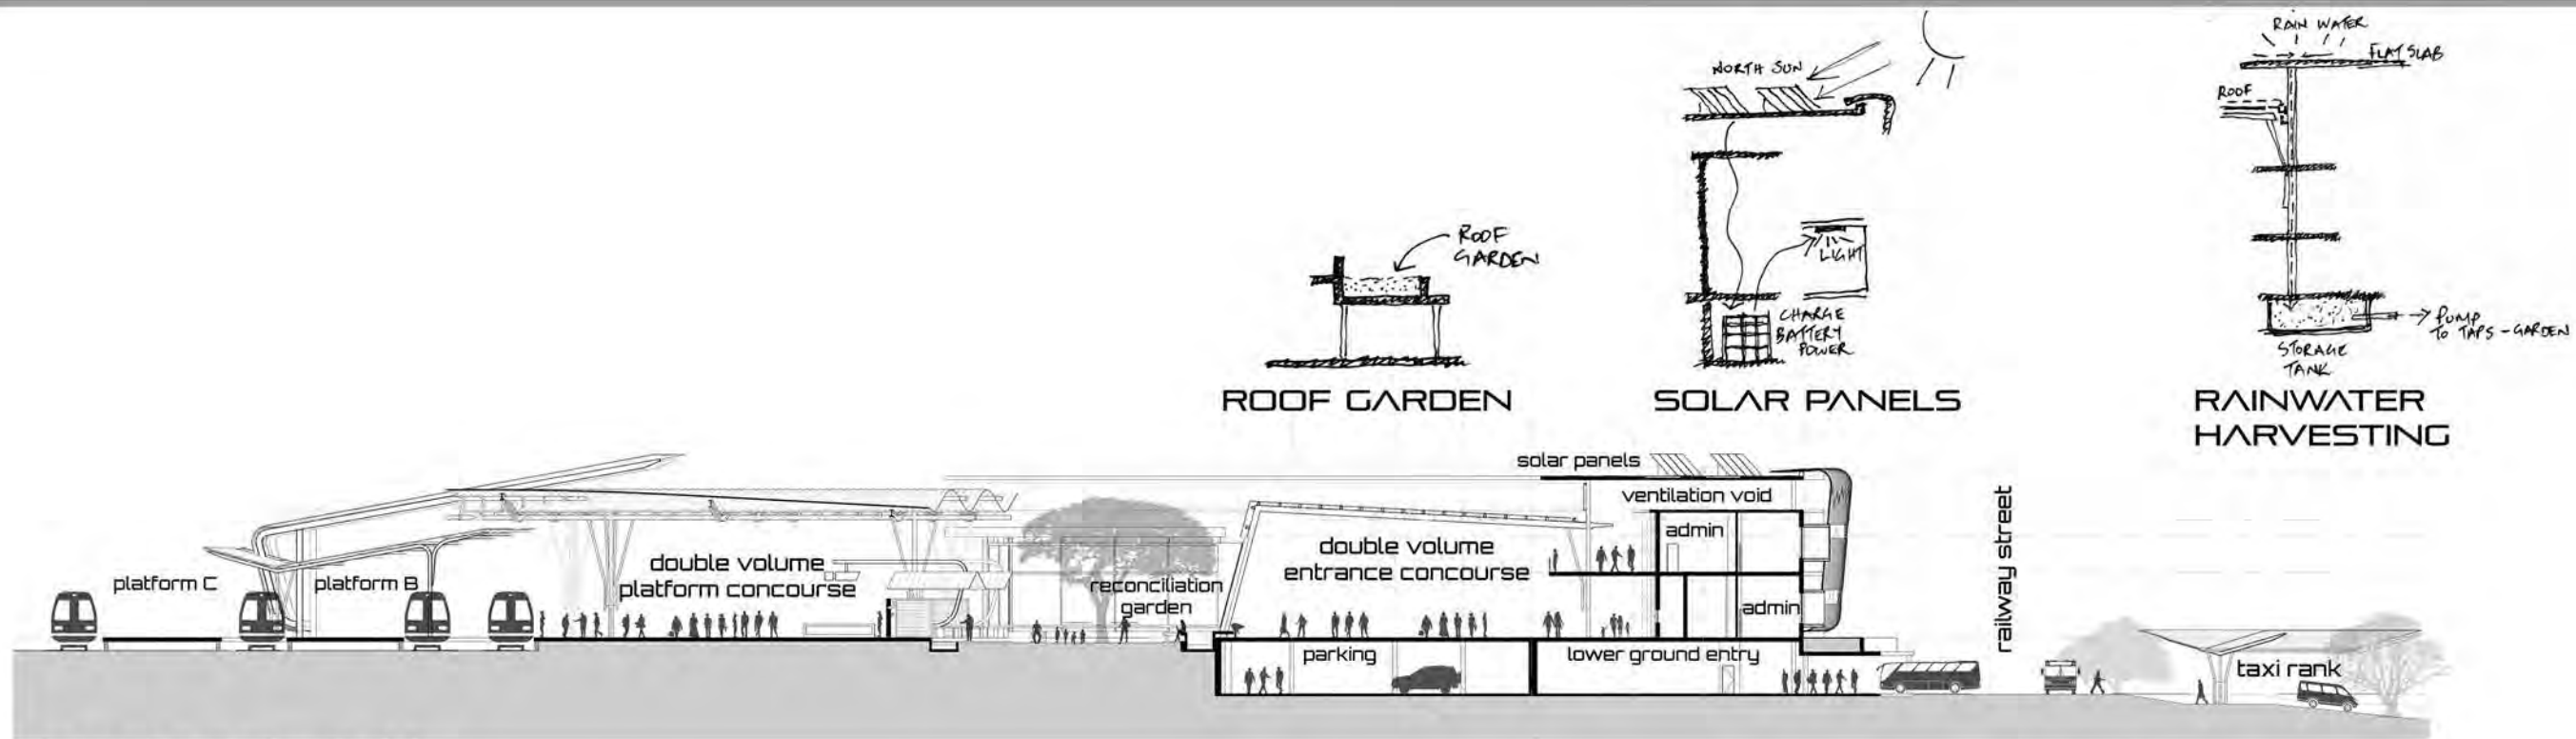 ROOF
GARDEN
ROOF GARDEN
NORTH SUN
LIGHT
CHARGE
BATTERY
POWER
SOLAR PANELS
RAIN WATER
FLAT SLAB
ROOF
PUMP
TO TAPS - GARDEN
STORAGE
TANK
RAINWATER
HARVESTING
platform C
platform B
double volume
platform concourse
reconciliation
garden
double volume
entrance concourse
solar panels
ventilation void
admin
admin
parking
lower ground entry
railway street
taxi rank